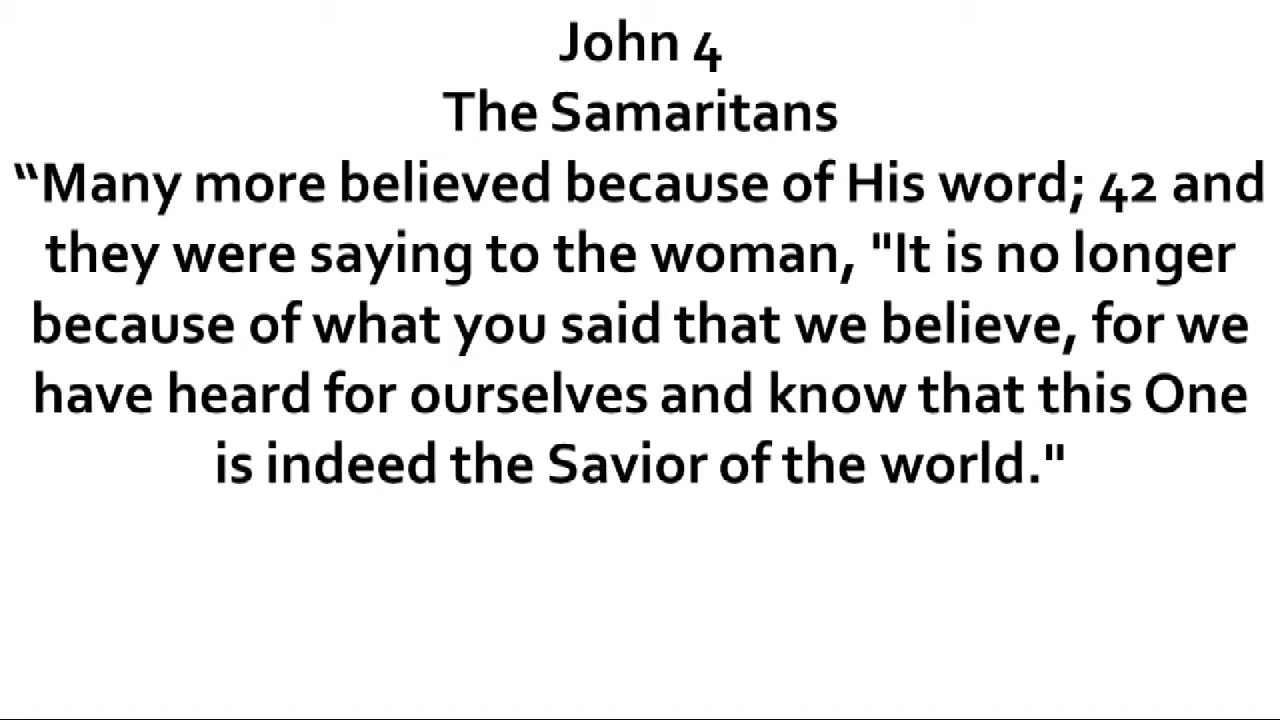 John 4
The Samaritans
“Many more believed because of His word; 42 and
they were saying to the woman, "It is no longer
because of what you said that we believe, for we
have heard for ourselves and know that this One
is indeed the Savior of the world."